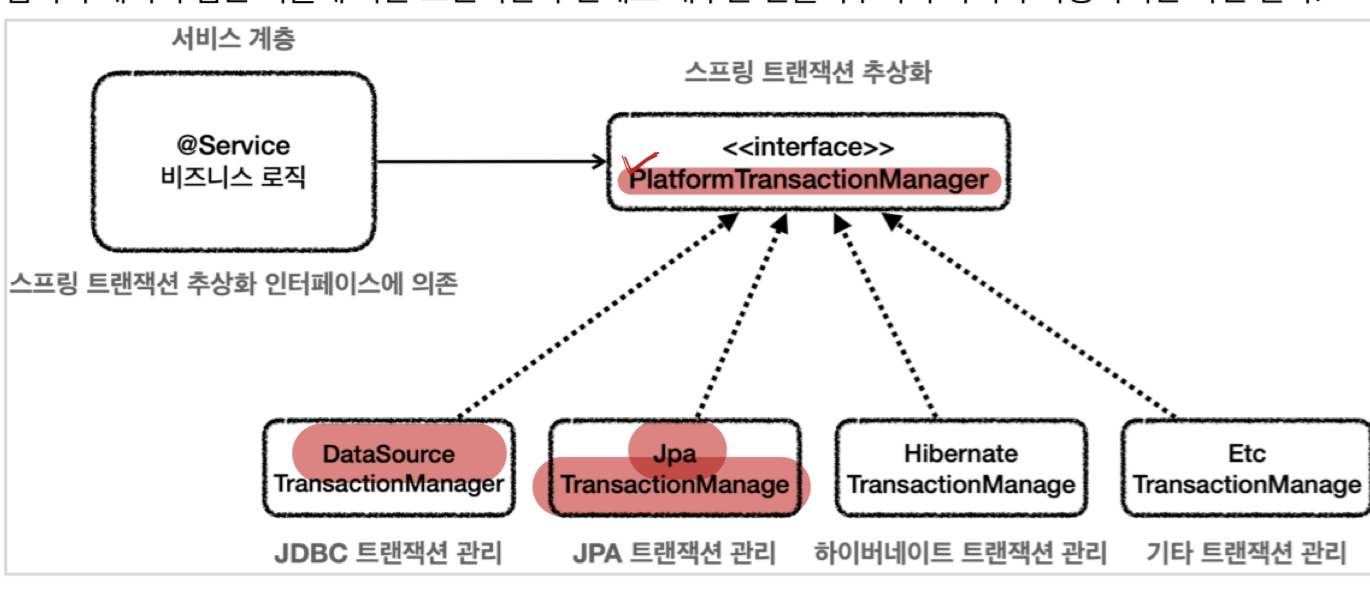 서비스 계층
스프링 트랜잭션 추상화
@Service
비즈니스 로직
<<interface>>
PlatformTransactionManager
스프링 트랜잭션 추상화 인터페이스에 의존
DataSource
TransactionManager
Jpa
TransactionManage
Hibernate
TransactionManage
Etc
TransactionManage
JDBC 트랜잭션 관리
JPA 트랜잭션 관리
하이버네이트 트랜잭션 관리
기타 트랜잭션 관리